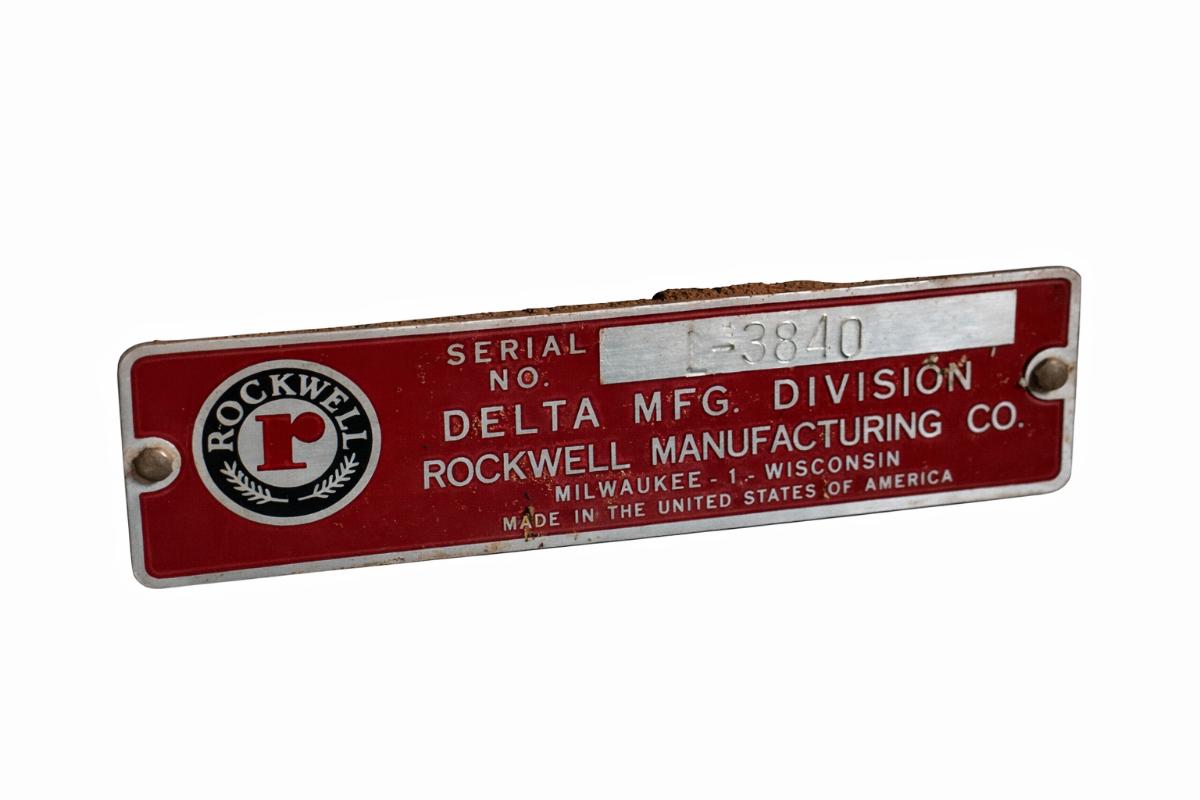 ROCKWELL
r
SERIAL NO. L-3840
DELTA MFG. DIVISION
ROCKWELL MANUFACTURING CO.
MILWAUKEE - 1 - WISCONSIN
MADE IN THE UNITED STATES OF AMERICA